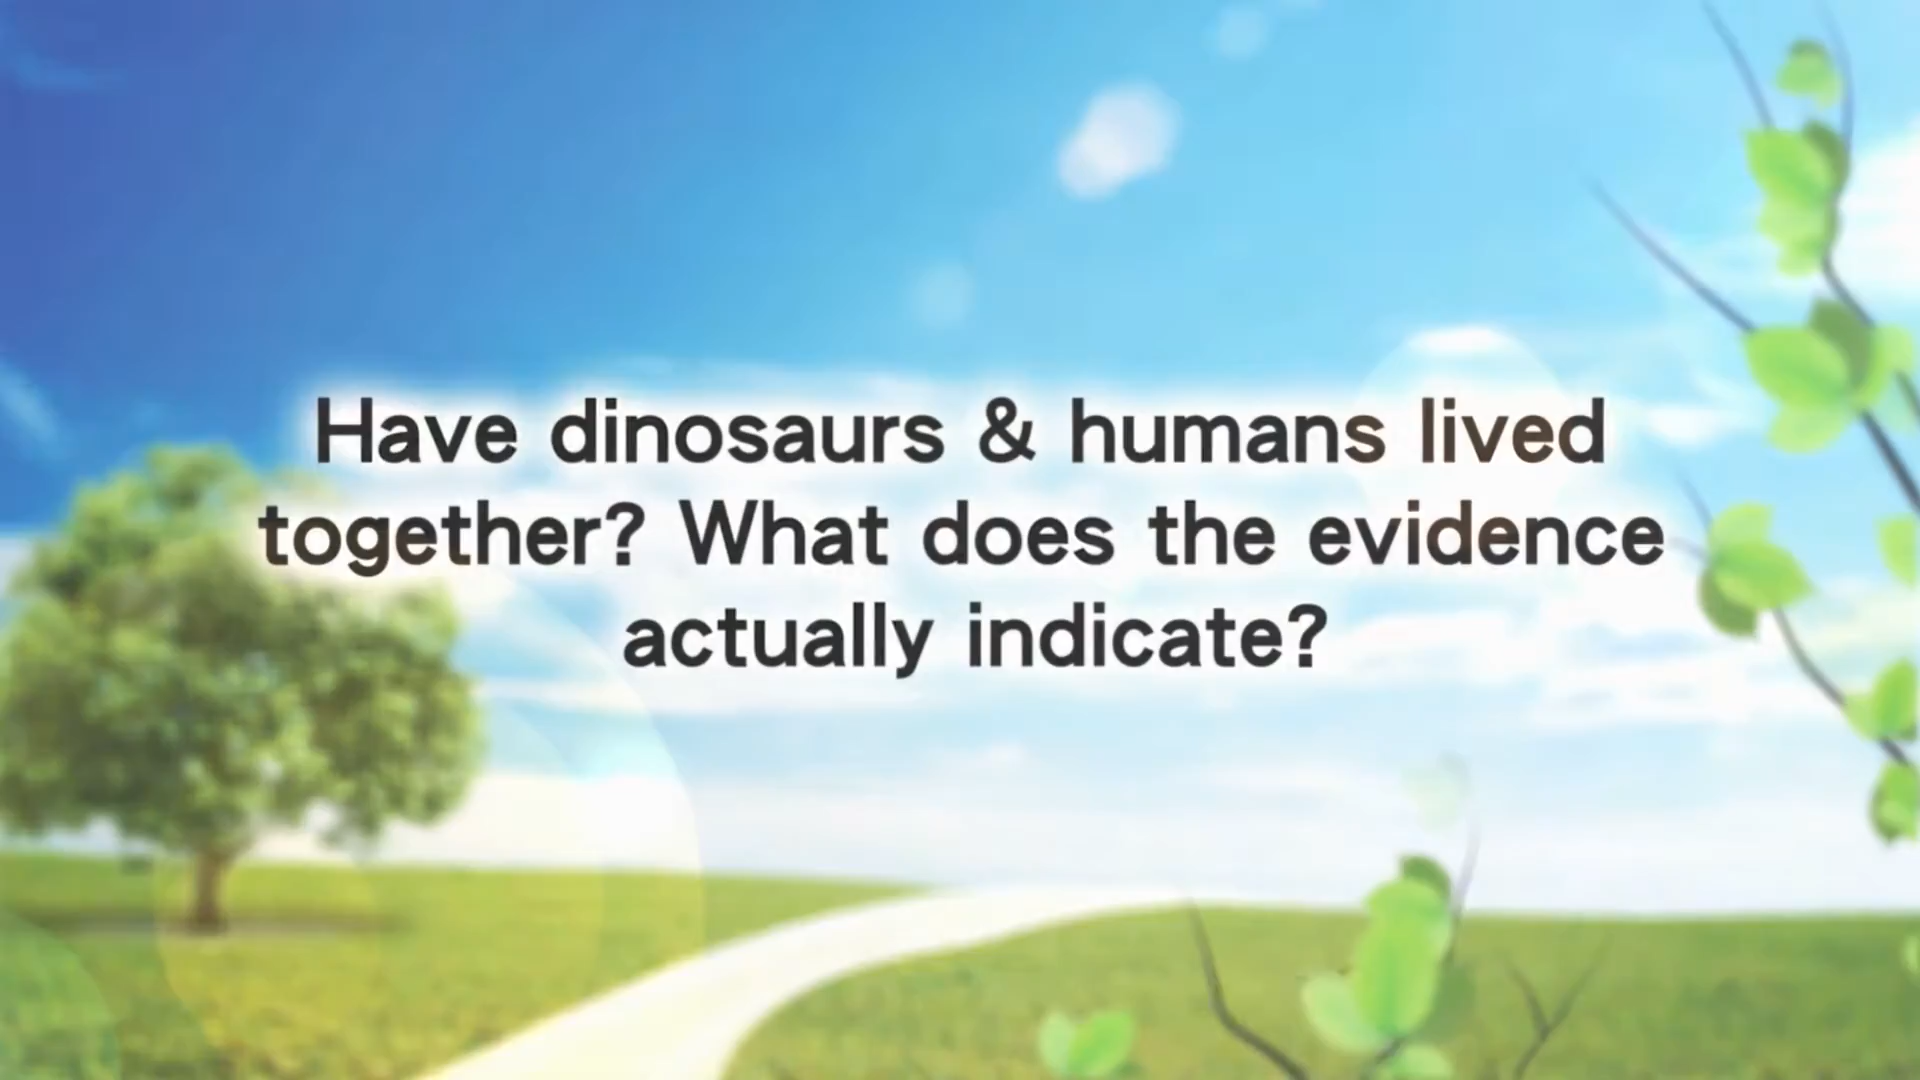 Have dinosaurs & humans lived
together? What does the evidence
actually indicate?